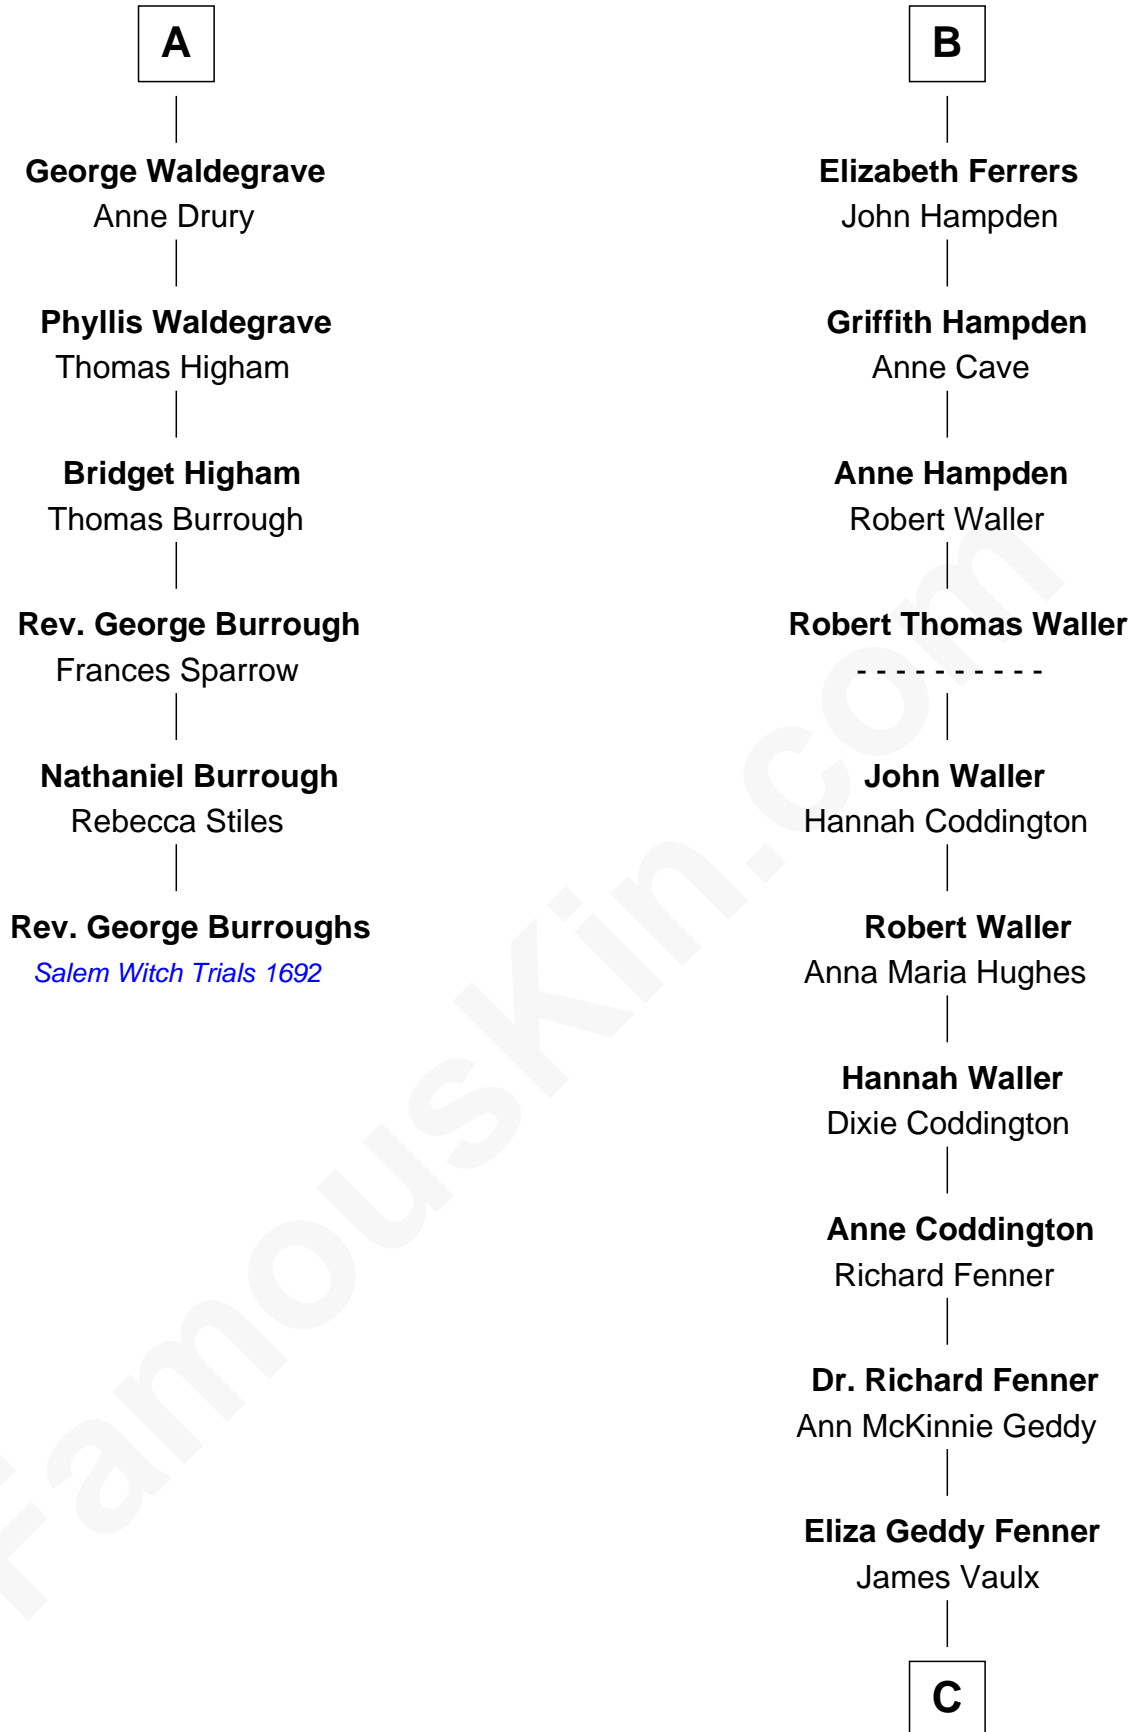 A
George Waldegrave
Anne Drury
Phyllis Waldegrave
Thomas Higham
Bridget Higham
Thomas Burrough
Rev. George Burrough
Frances Sparrow
Nathaniel Burrough
Rebecca Stiles
Rev. George Burroughs
Salem Witch Trials 1692
B
Elizabeth Ferrers
John Hampden
Griffith Hampden
Anne Cave
Anne Hampden
Robert Waller
Robert Thomas Waller
- - - - - - - - - -
John Waller
Hannah Coddington
Robert Waller
Anna Maria Hughes
Hannah Waller
Dixie Coddington
Anne Coddington
Richard Fenner
Dr. Richard Fenner
Ann McKinnie Geddy
Eliza Geddy Fenner
James Vaulx
C
FamousKin.com